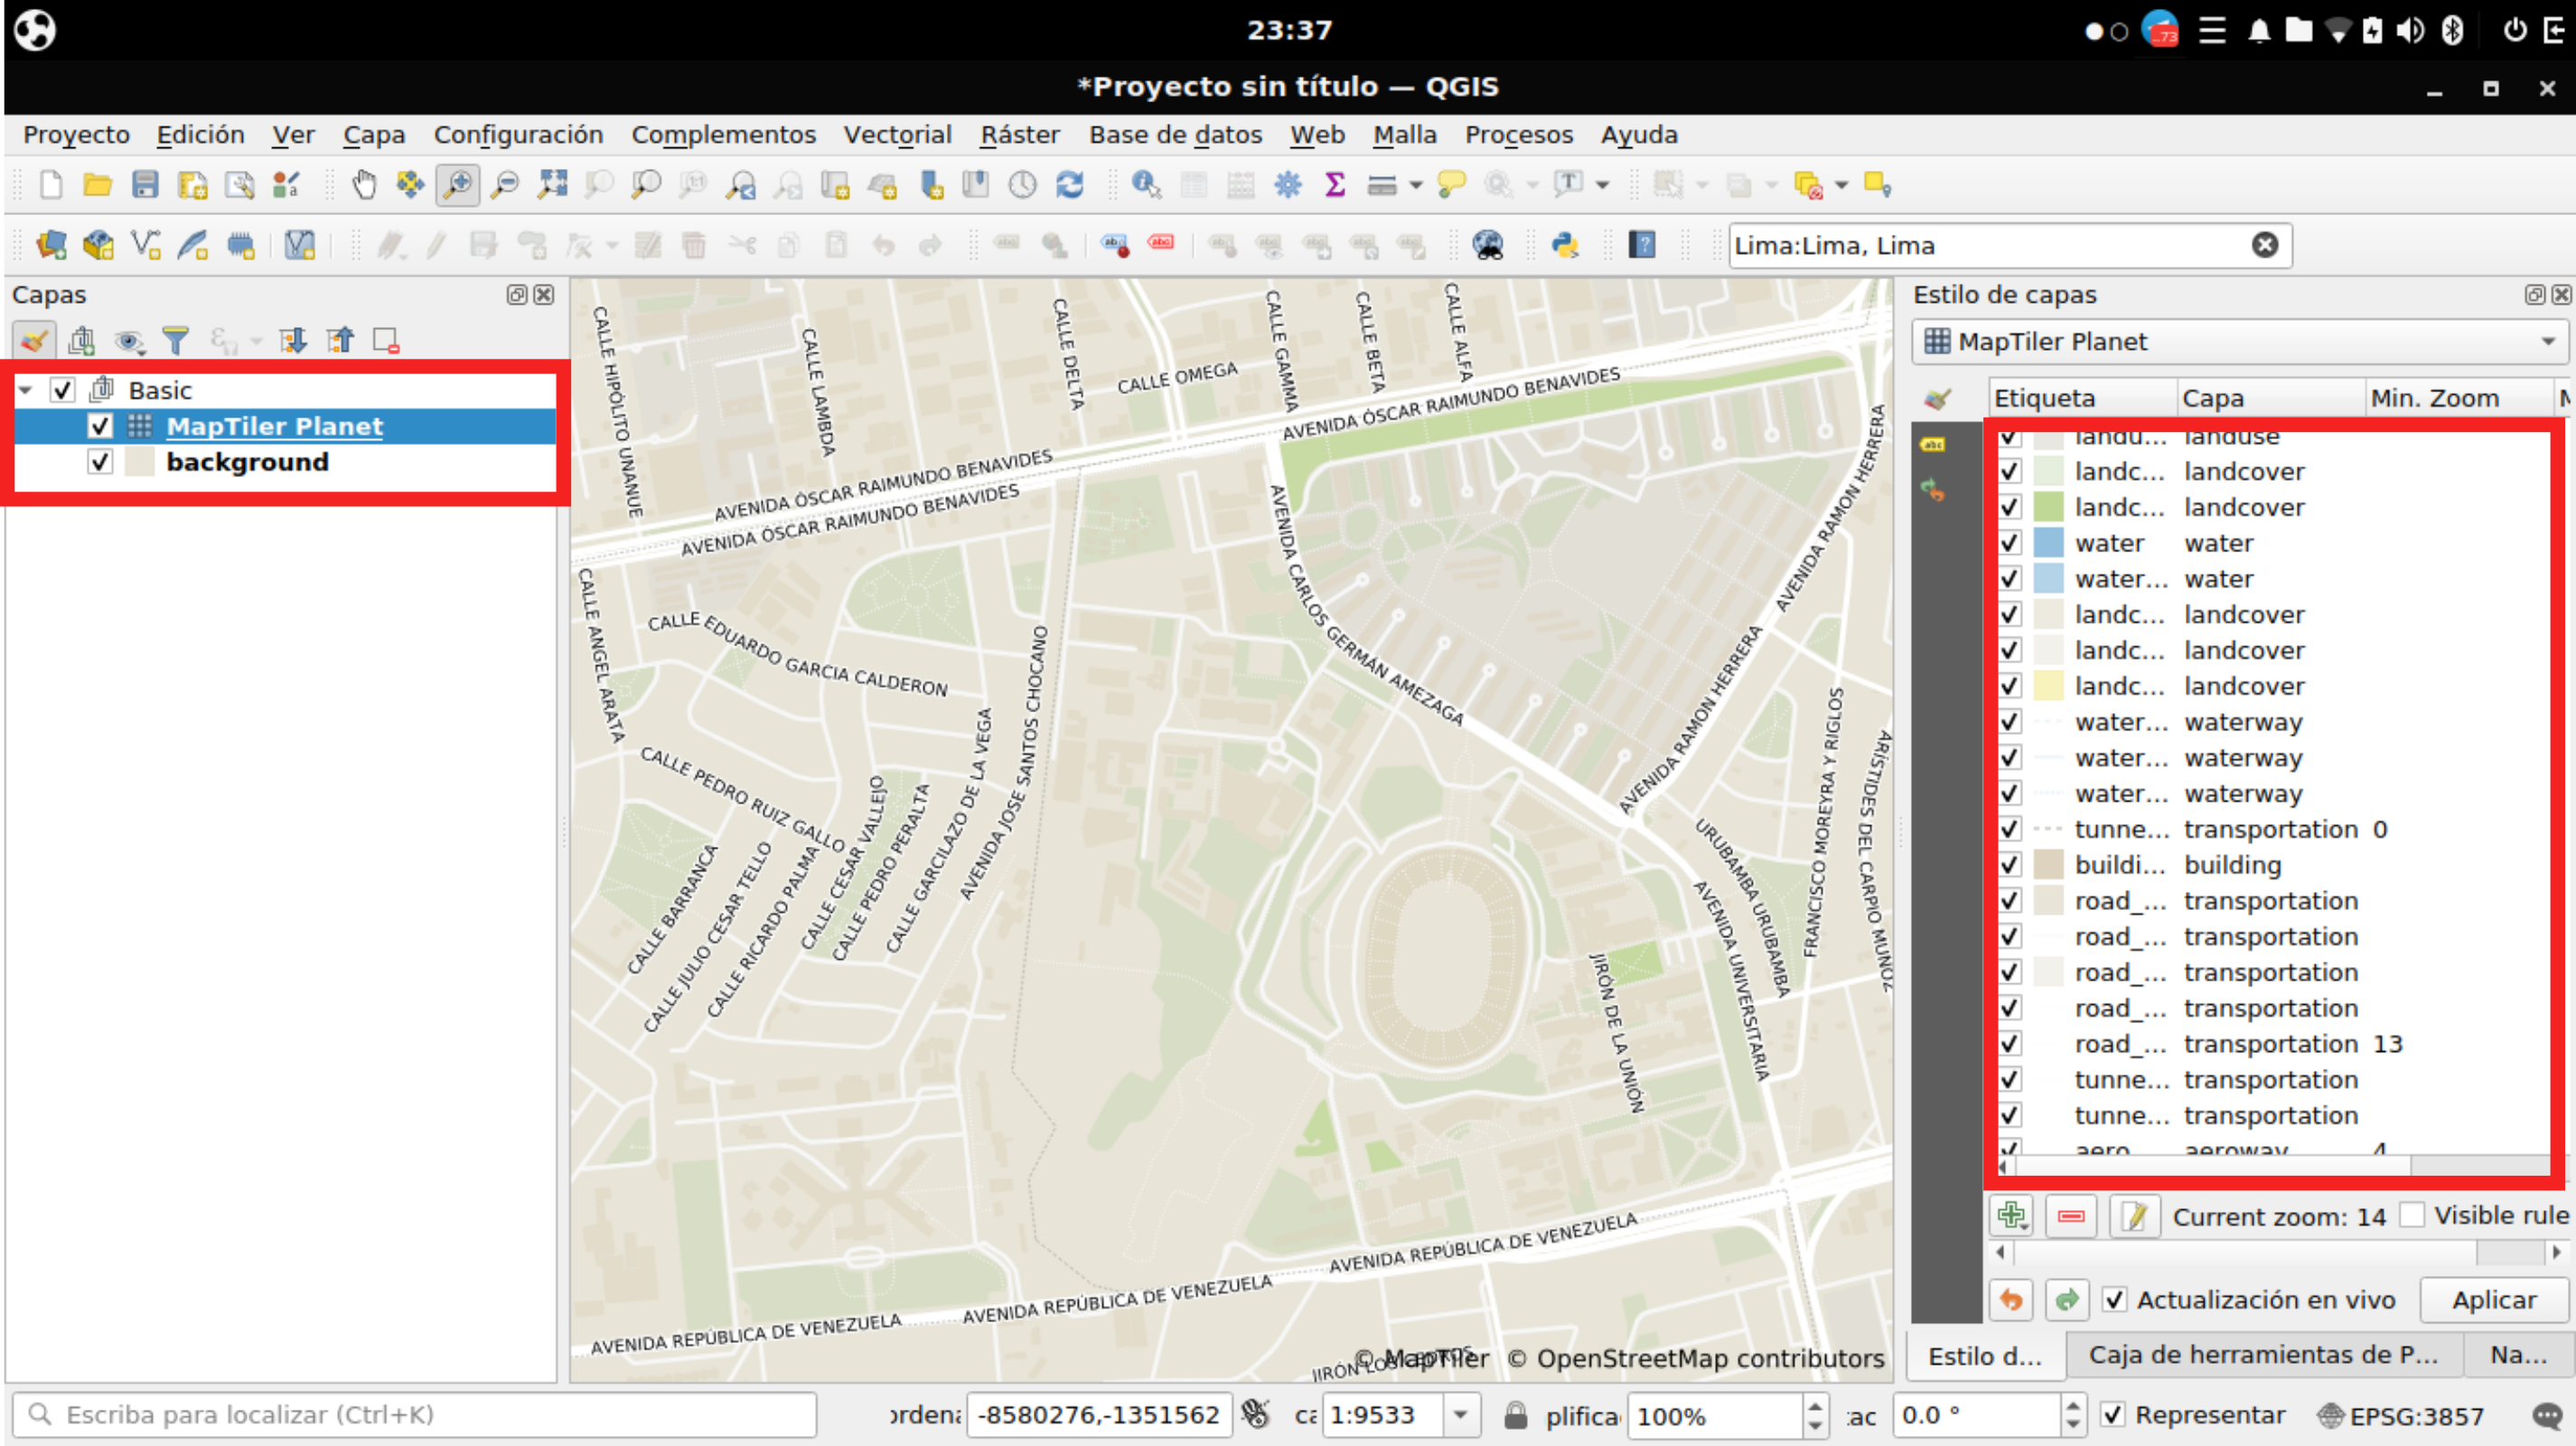 23:37
..73
*Proyecto sin título — QGIS
Proyecto Edición Ver Capa Configuración Complementos Vectorial Ráster Base de datos Web Malla Procesos Ayuda
Lima:Lima, Lima
Capas
Basic
MapTiler Planet
background
CALLE HIPÓLITO UNANUE
CALLE LAMBDA
CALLE DELTA
CALLE OMEGA
CALLE GAMMA
CALLE BETA
CALLE ALFA
AVENIDA ÓSCAR RAIMUNDO BENAVIDES
AVENIDA ÓSCAR RAIMUNDO BENAVIDES
AVENIDA ÓSCAR RAIMUNDO BENAVIDES
AVENIDA RAMON HERRERA
AVENIDA RAMON HERRERA
AVENIDA CARLOS GERMÁN AMEZAGA
CALLE ANGEL ARATA
CALLE EDUARDO GARCIA CALDERON
AVENIDA JOSE SANTOS CHOCANO
CALLE PEDRO RUIZ GALLO
CALLE BARRANCA
CALLE JULIO CESAR TELLO
CALLE RICARDO PALMA
CALLE CESAR VALLEJO
CALLE PEDRO PERALTA
CALLE GARCILAZO DE LA VEGA
FRANCISCO MOREYRA Y RIGLOS
ARÍSTIDES DEL CARPIO MUÑOZ
URUBAMBA URUBAMBA
AVENIDA UNIVERSITARIA
JIRÓN DE LA UNIÓN
AVENIDA REPÚBLICA DE VENEZUELA
AVENIDA REPÚBLICA DE VENEZUELA
AVENIDA REPÚBLICA DE VENEZUELA
JIRÓN LOS
© MapTiler © OpenStreetMap contributors
Estilo de capas
MapTiler Planet
Etiqueta Capa Min. Zoom
landu... landuse
landc... landcover
landc... landcover
water water
water... water
landc... landcover
landc... landcover
landc... landcover
water... waterway
water... waterway
water... waterway
tunne... transportation 0
buildi... building
road_... transportation
road_... transportation
road_... transportation
road_... transportation
road_... transportation 13
tunne... transportation
tunne... transportation
aero... aeroway 4
Current zoom: 14 Visible rule
Actualización en vivo Aplicar
Estilo d... Caja de herramientas de P... Na...
Escriba para localizar (Ctrl+K)
ordena -8580276,-1351562 ca 1:9533 plifica 100% tac 0.0 ° Representar EPSG:3857